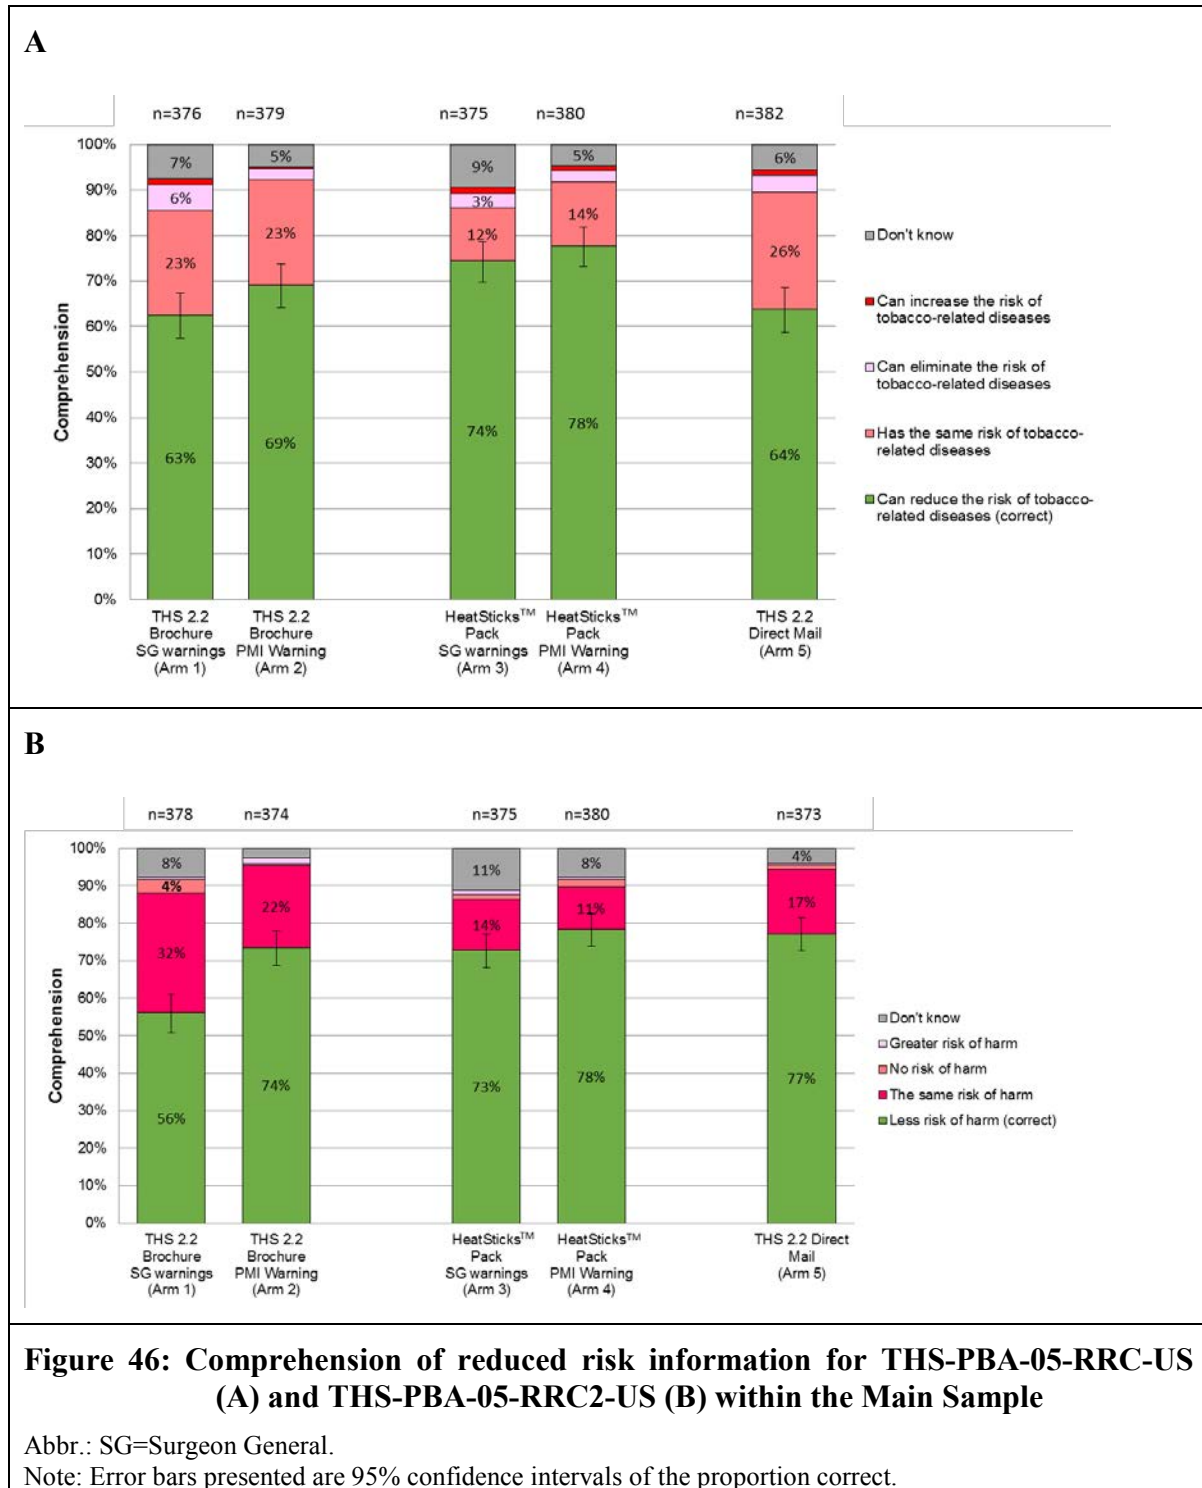 A
n=376 n=379 n=375 n=380 n=382
100%
90%
80%
70%
60%
50%
40%
30%
20%
10%
0%
Comprehension
7%
6%
23%
63%
5%
23%
69%
9%
3%
12%
74%
5%
14%
78%
6%
26%
64%
THS 2.2
Brochure
SG warnings
(Arm 1)
THS 2.2
Brochure
PMI Warning
(Arm 2)
HeatSticks™
Pack
SG warnings
(Arm 3)
HeatSticks™
Pack
PMI Warning
(Arm 4)
THS 2.2
Direct Mail
(Arm 5)
Don't know
Can increase the risk of
tobacco-related diseases
Can eliminate the risk of
tobacco-related diseases
Has the same risk of tobacco-
related diseases
Can reduce the risk of tobacco-
related diseases (correct)
B
n=378 n=374 n=375 n=380 n=373
100%
90%
80%
70%
60%
50%
40%
30%
20%
10%
0%
Comprehension
8%
4%
32%
56%
22%
74%
11%
14%
73%
8%
11%
78%
4%
17%
77%
THS 2.2
Brochure
SG warnings
(Arm 1)
THS 2.2
Brochure
PMI Warning
(Arm 2)
HeatSticks™
Pack
SG warnings
(Arm 3)
HeatSticks™
Pack
PMI Warning
(Arm 4)
THS 2.2 Direct
Mail
(Arm 5)
Don't know
Greater risk of harm
No risk of harm
The same risk of harm
Less risk of harm (correct)
Figure 46: Comprehension of reduced risk information for THS-PBA-05-RRC-US
(A) and THS-PBA-05-RRC2-US (B) within the Main Sample
Abbr.: SG=Surgeon General.
Note: Error bars presented are 95% confidence intervals of the proportion correct.